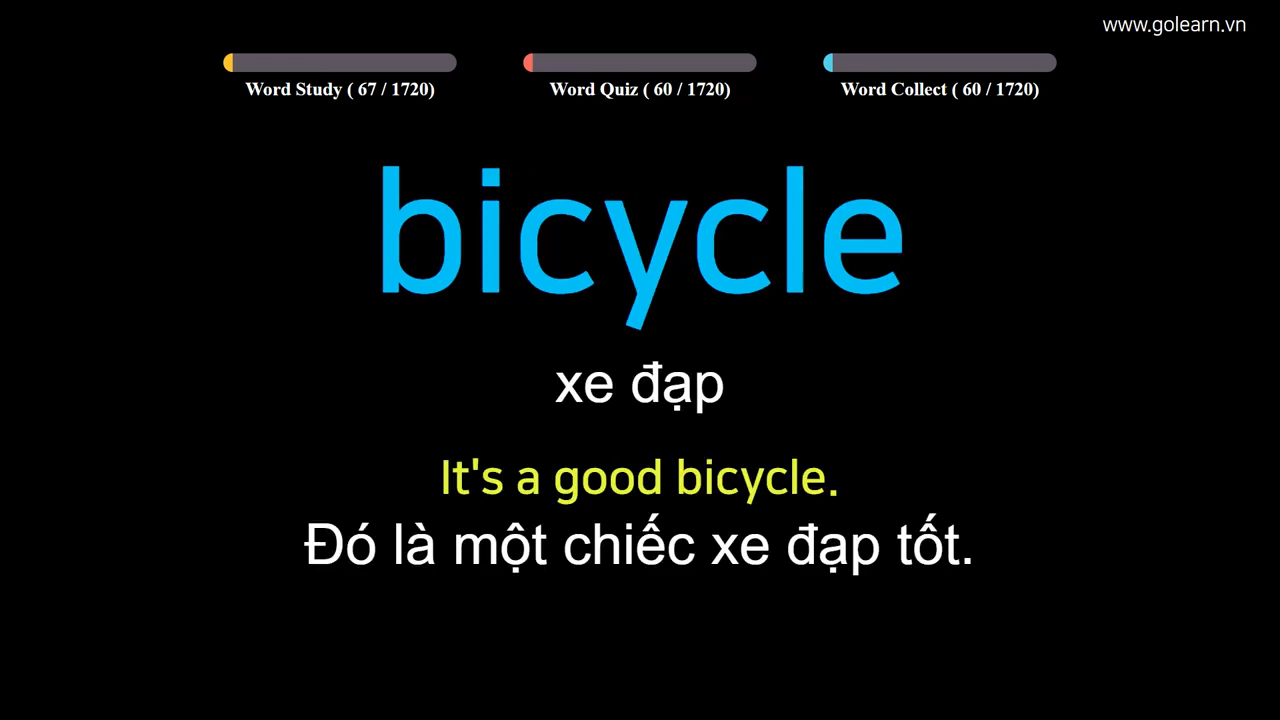 www.golearn.vn
Word Study ( 67 / 1720)
Word Quiz ( 60 / 1720)
Word Collect ( 60 / 1720)
bicycle
xe đạp
It's a good bicycle.
Đó là một chiếc xe đạp tốt.